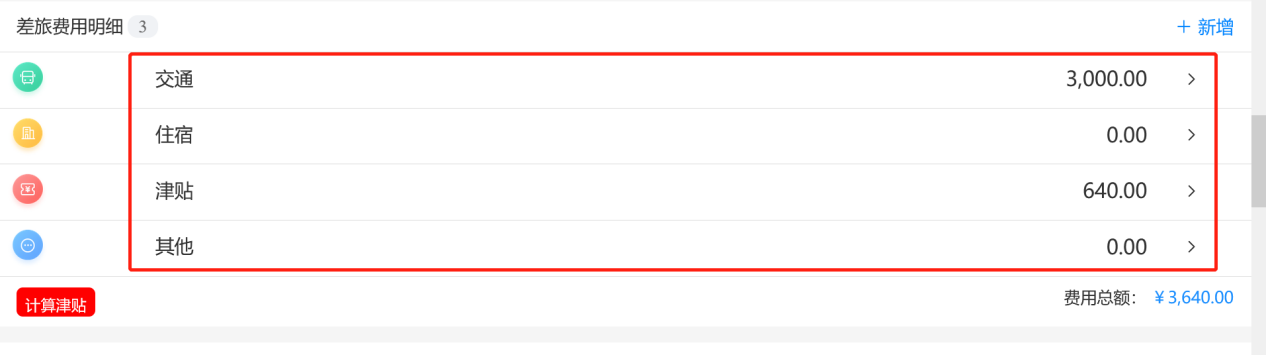 差旅费用明细 3 + 新增
交通 3,000.00
住宿 0.00
津贴 640.00
其他 0.00
计算津贴 费用总额: ¥3,640.00